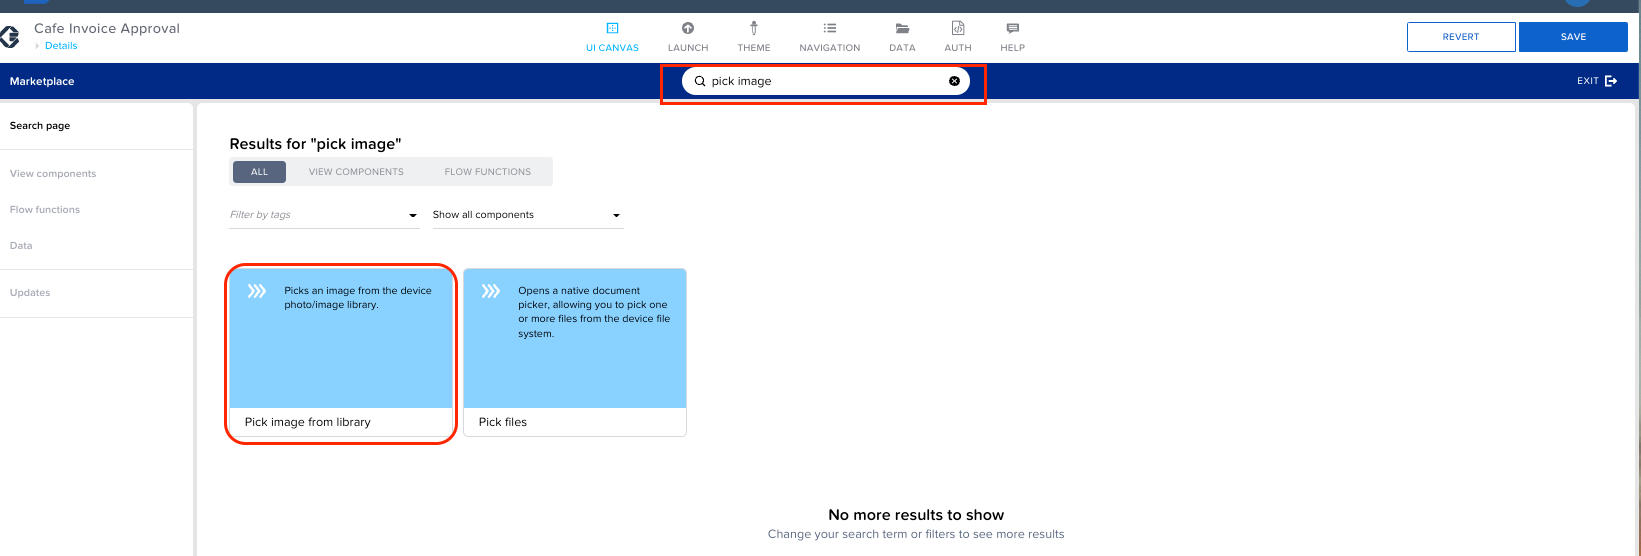 Cafe Invoice Approval
Details
UI CANVAS
LAUNCH
THEME
NAVIGATION
DATA
AUTH
HELP
REVERT
SAVE
Marketplace
pick image
EXIT
Search page
View components
Flow functions
Data
Updates
Results for "pick image"
ALL
VIEW COMPONENTS
FLOW FUNCTIONS
Filter by tags
Show all components
Picks an image from the device
photo/image library.
Pick image from library
Opens a native document
picker, allowing you to pick one
or more files from the device file
system.
Pick files
No more results to show
Change your search term or filters to see more results